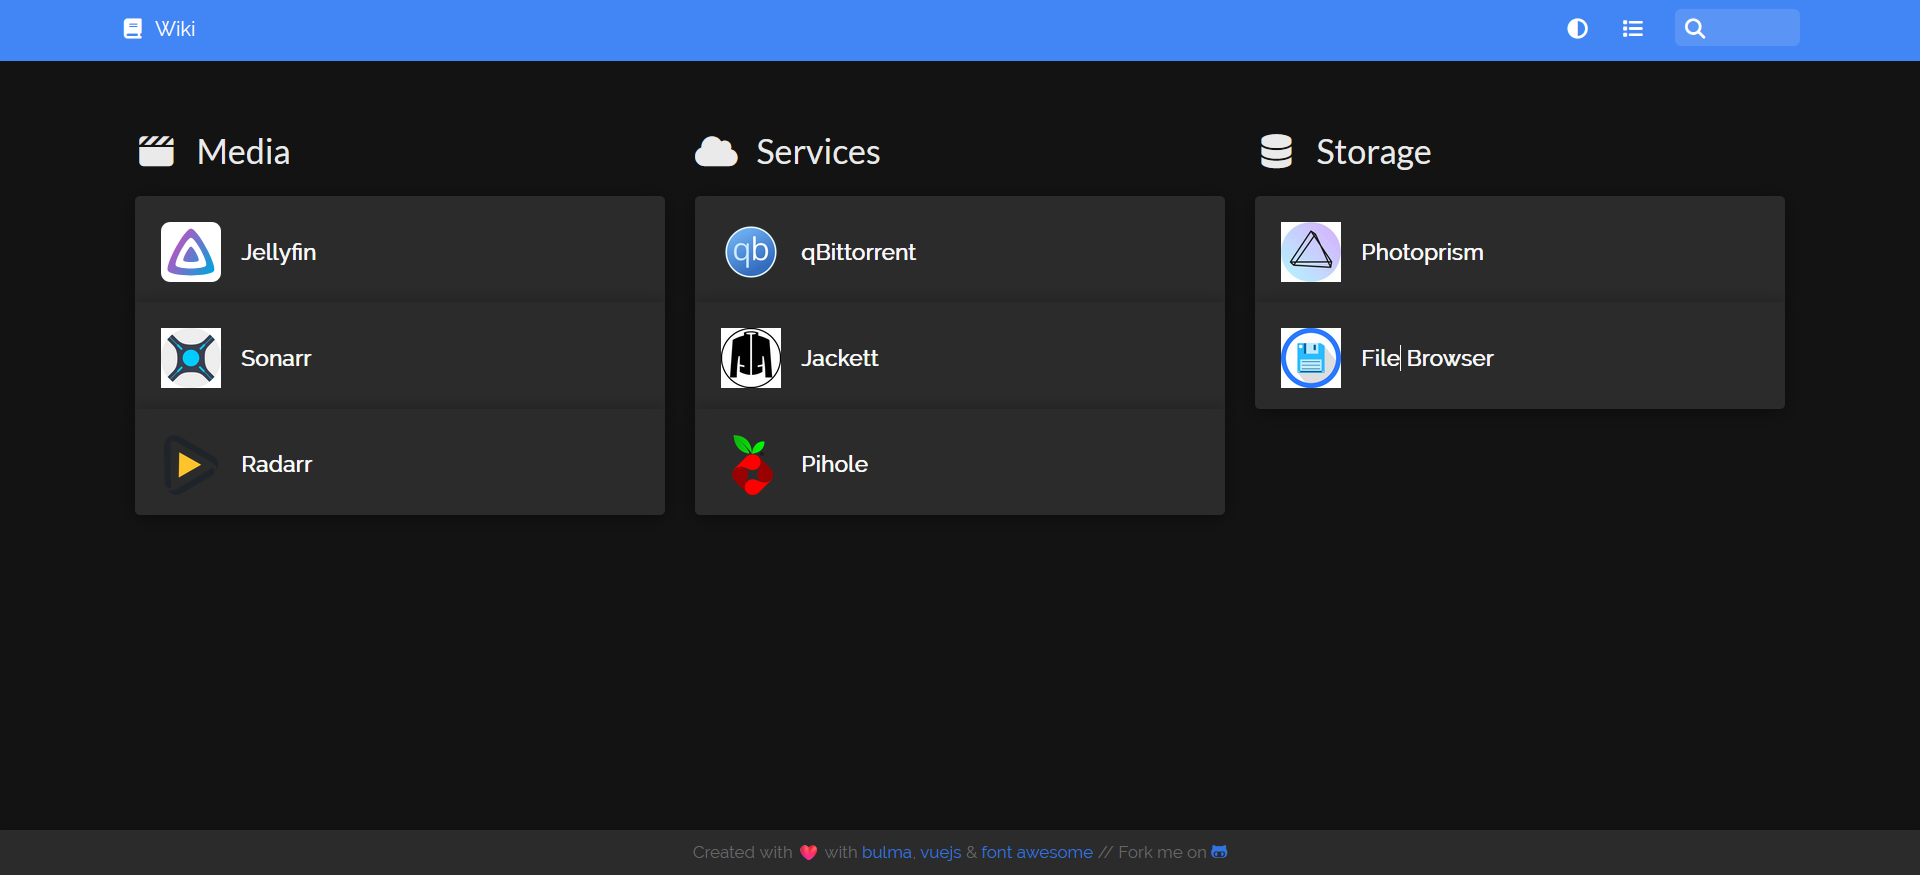 Wiki
Media
Jellyfin
Sonarr
Radarr
Services
qb
qBittorrent
Jackett
Pihole
Storage
Photoprism
File Browser
Created with ❤️ with bulma, vuejs & font awesome // Fork me on